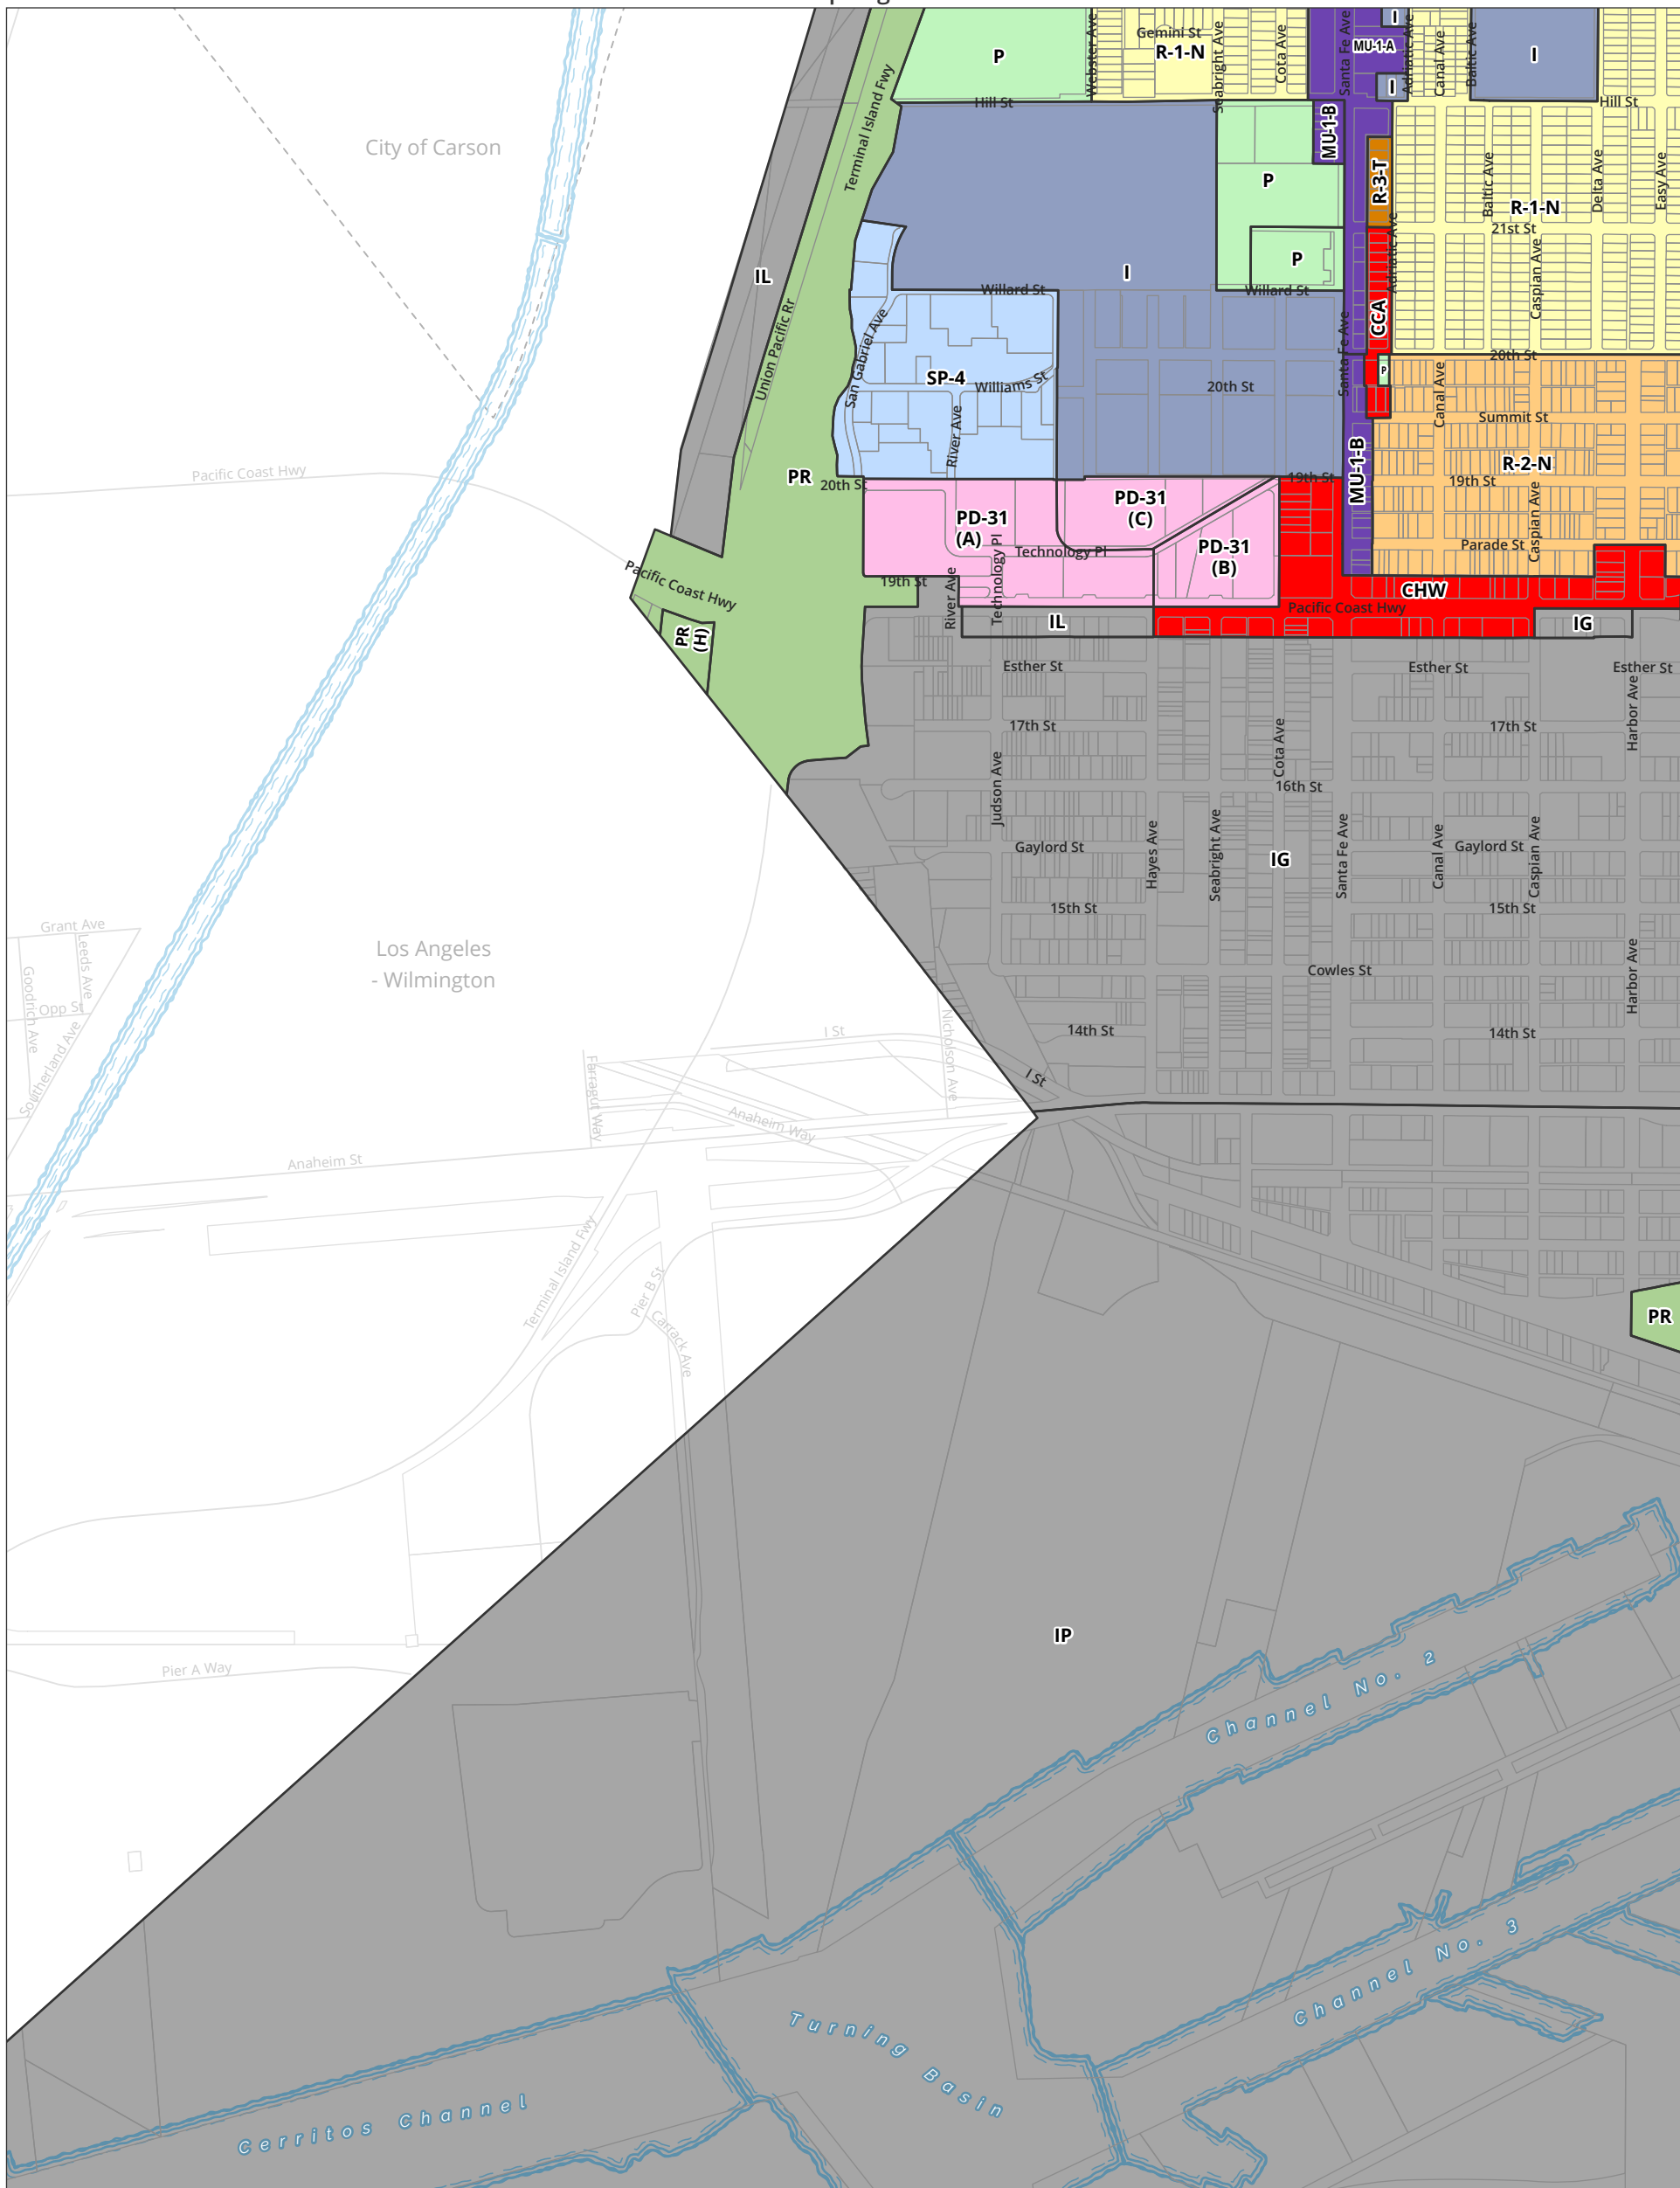 Gemini St
R-1-N
P
Webster Ave
Seabright Ave
Cota Ave
Santa Fe Ave
MU-1-A
I
Adriatic Ave
Canal Ave
Baltic Ave
I
I
Hill St
Hill St
City of Carson
Terminal Island Fwy
MU-1-B
P
R-3-T
Baltic Ave
R-1-N
Delta Ave
Easy Ave
21st St
Adriatic Ave
Caspian Ave
P
IL
I
Willard St
Willard St
Union Pacific Rr
San Gabriel Ave
CCA
Santa Fe Ave
20th St
P
SP-4
Williams St
20th St
Canal Ave
Summit St
River Ave
MU-1-B
R-2-N
Pacific Coast Hwy
PR
20th St
19th St
19th St
PD-31
(C)
PD-31
(A)
Caspian Ave
Technology Pl
PD-31
(B)
Parade St
Pacific Coast Hwy
19th St
River Ave
Technology Pl
CHW
Pacific Coast Hwy
IL
IG
PR
(H)
Esther St
Esther St
Esther St
17th St
17th St
Harbor Ave
Judson Ave
Cota Ave
16th St
Hayes Ave
Seabright Ave
Santa Fe Ave
Canal Ave
Caspian Ave
Gaylord St
Gaylord St
IG
15th St
15th St
Grant Ave
Leeds Ave
Goodrich Ave
Opp St
Southerland Ave
Los Angeles
- Wilmington
Cowles St
Harbor Ave
I St
Nicholson Ave
14th St
14th St
I St
Farragut Way
Anaheim Way
Anaheim St
Terminal Island Fwy
Pier B St
Carrack Ave
PR
IP
Pier A Way
Channel No. 2
Channel No. 3
Turning Basin
Cerritos Channel